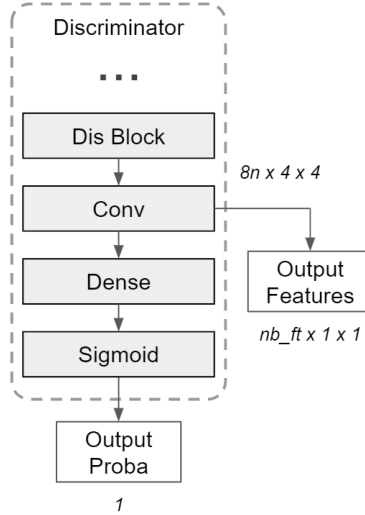 Discriminator
...
Dis Block
8n x 4 x 4
Conv
Output
Features
Dense
nb_ft x 1 x 1
Sigmoid
Output
Proba
1